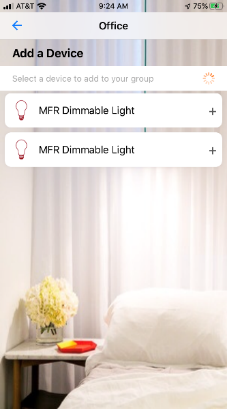 AT&T 9:24 AM 75%
Office
Add a Device
Select a device to add to your group
MFR Dimmable Light +
MFR Dimmable Light +